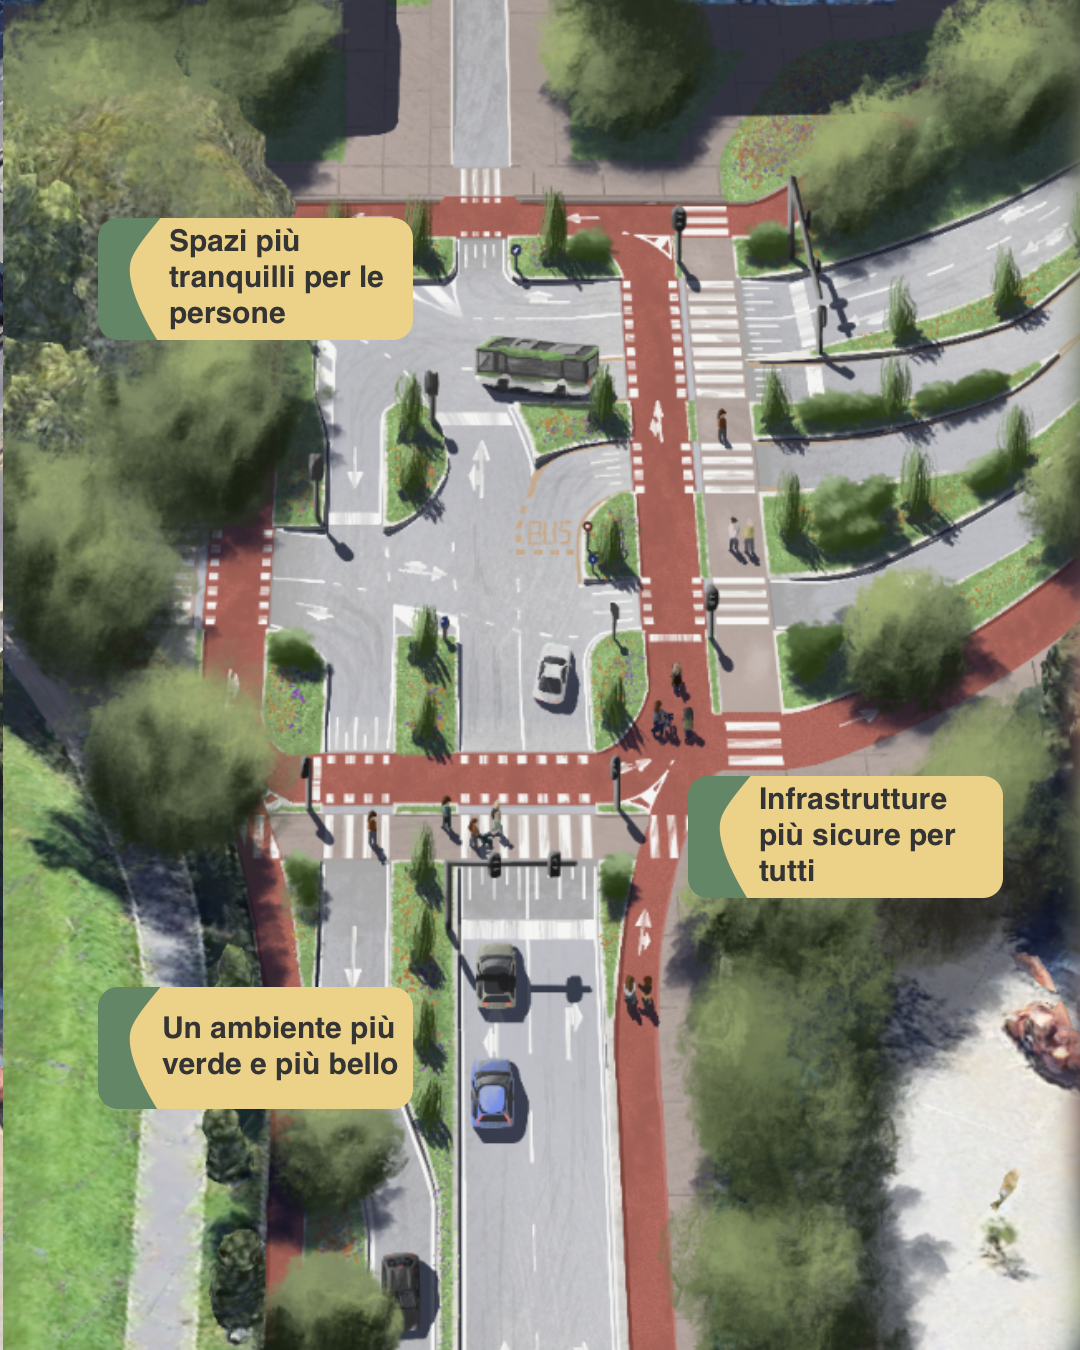 Spazi più
tranquilli per le
persone
BUS
Infrastrutture
più sicure per
tutti
Un ambiente più
verde e più bello